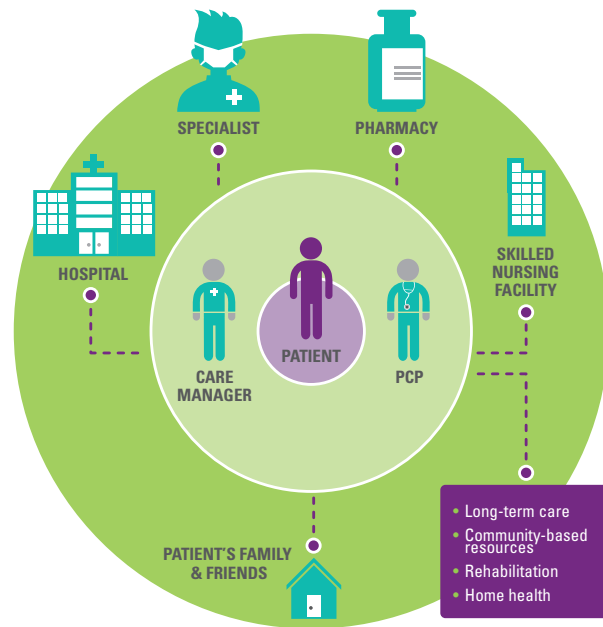 SPECIALIST
PHARMACY
HOSPITAL
SKILLED
NURSING
FACILITY
PATIENT
CARE
MANAGER
PCP
PATIENT'S FAMILY
& FRIENDS
• Long-term care
• Community-based
resources
• Rehabilitation
• Home health